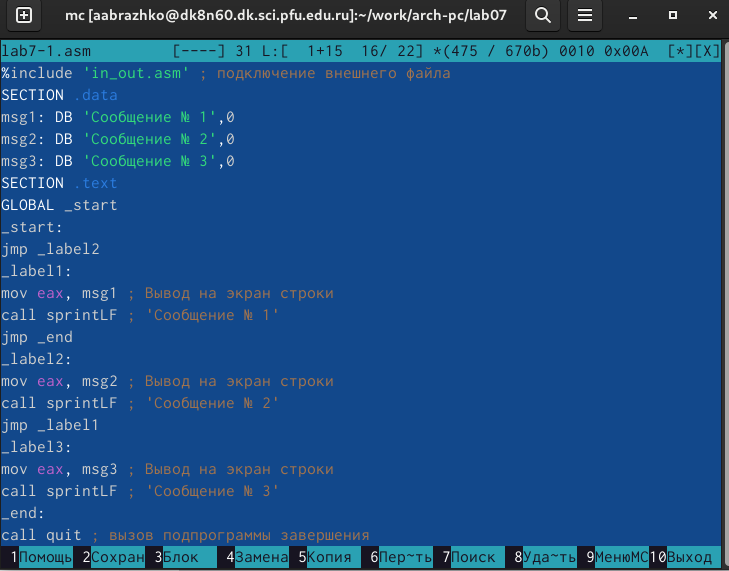 mc [aabrazhko@dk8n60.dk.sci.pfu.edu.ru]:~/work/arch-pc/lab07
lab7-1.asm [----] 31 L:[ 1+15 16/ 22] *(475 / 670b) 0010 0x00A [*][X]
%include 'in_out.asm' ; подключение внешнего файла
SECTION .data
msg1: DB 'Сообщение № 1',0
msg2: DB 'Сообщение № 2',0
msg3: DB 'Сообщение № 3',0
SECTION .text
GLOBAL _start
_start:
jmp _label2
_label1:
mov eax, msg1 ; Вывод на экран строки
call sprintLF ; 'Сообщение № 1'
jmp _end
_label2:
mov eax, msg2 ; Вывод на экран строки
call sprintLF ; 'Сообщение № 2'
jmp _label1
_label3:
mov eax, msg3 ; Вывод на экран строки
call sprintLF ; 'Сообщение № 3'
_end:
call quit ; вызов подпрограммы завершения
1Помощь 2Сохран 3Блок 4Замена 5Копия 6Пер~ть 7Поиск 8Уда~ть 9МенюМС 10Выход